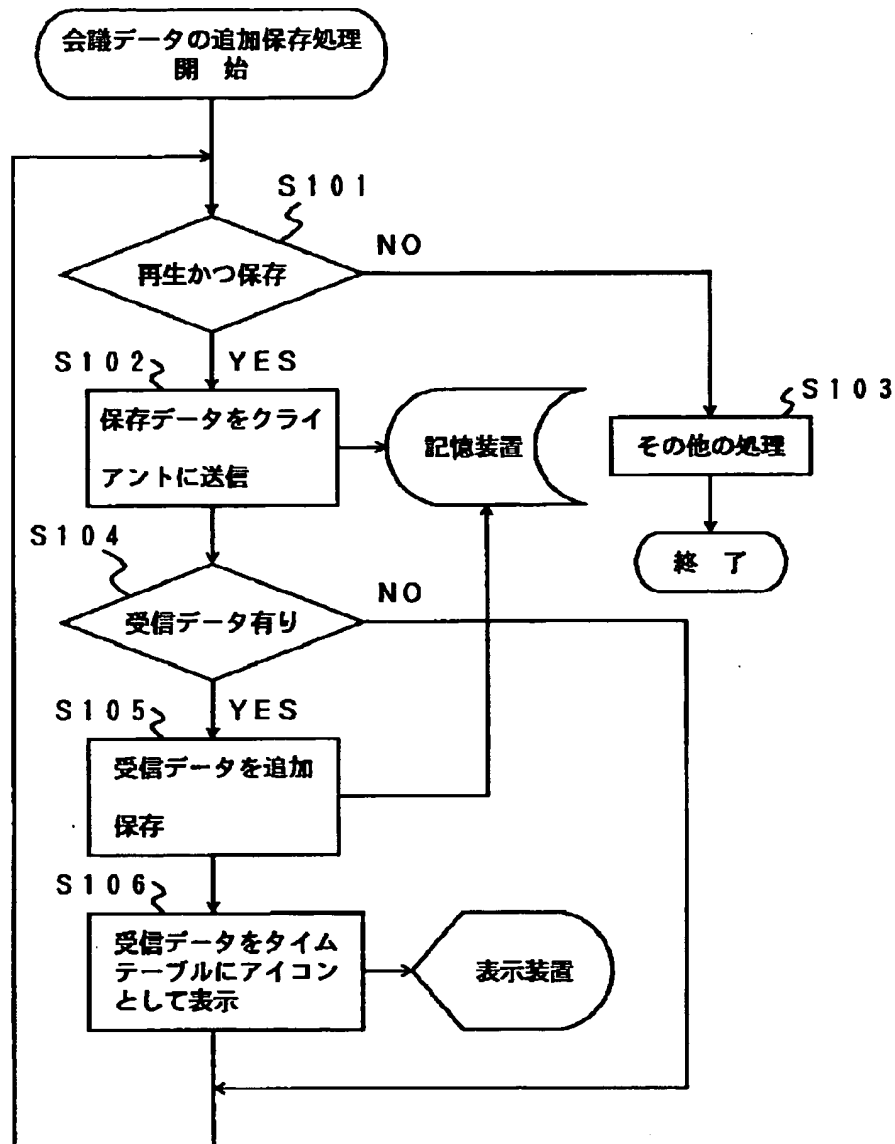 会議データの追加保存処理
開 始
S101
NO
再生かつ保存
YES
S102
保存データをクライ
アントに送信
記憶装置
S103
その他の処理
終 了
S104
NO
受信データ有り
YES
S105
受信データを追加
保存
S106
受信データをタイム
テーブルにアイコン
として表示
表示装置